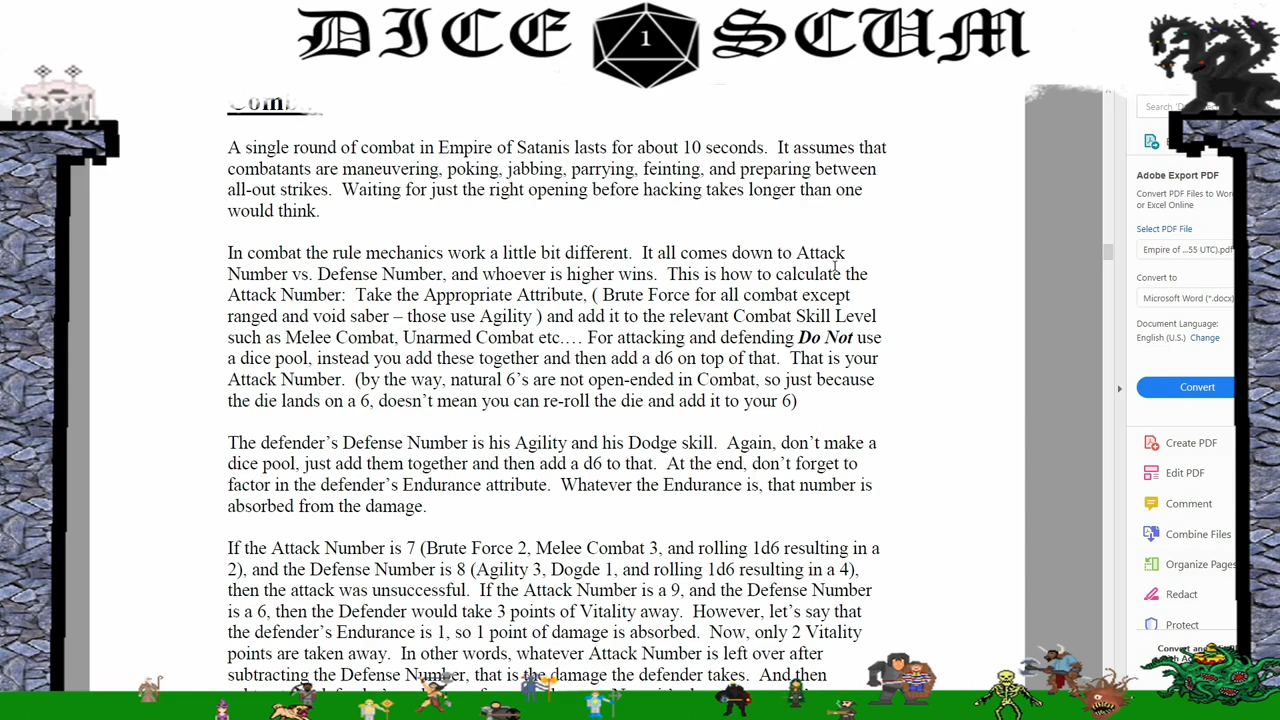 DICE 1 SCUM
A single round of combat in Empire of Satanis lasts for about 10 seconds.  It assumes that
combatants are maneuvering, poking, jabbing, parrying, feinting, and preparing between
all-out strikes.  Waiting for just the right opening before hacking takes longer than one
would think.
In combat the rule mechanics work a little bit different.  It all comes down to Attack
Number vs. Defense Number, and whoever is higher wins.  This is how to calculate the
Attack Number:  Take the Appropriate Attribute, ( Brute Force for all combat except
ranged and void saber – those use Agility ) and add it to the relevant Combat Skill Level
such as Melee Combat, Unarmed Combat etc.… For attacking and defending Do Not use
a dice pool, instead you add these together and then add a d6 on top of that.  That is your
Attack Number.  (by the way, natural 6’s are not open-ended in Combat, so just because
the die lands on a 6, doesn’t mean you can re-roll the die and add it to your 6)
The defender’s Defense Number is his Agility and his Dodge skill.  Again, don’t make a
dice pool, just add them together and then add a d6 to that.  At the end, don’t forget to
factor in the defender’s Endurance attribute.  Whatever the Endurance is, that number is
absorbed from the damage.
If the Attack Number is 7 (Brute Force 2, Melee Combat 3, and rolling 1d6 resulting in a
2), and the Defense Number is 8 (Agility 3, Dogde 1, and rolling 1d6 resulting in a 4),
then the attack was unsuccessful.  If the Attack Number is a 9, and the Defense Number
is a 6, then the Defender would take 3 points of Vitality away.  However, let’s say that
the defender’s Endurance is 1, so 1 point of damage is absorbed.  Now, only 2 Vitality
points are taken away.  In other words, whatever Attack Number is left over after
subtracting the Defense Number, that is the damage the defender takes.  And then
Search
Adobe Export PDF
Convert PDF Files to Wor
or Excel Online
Select PDF File
Empire of ...55 UTC).pdf
Convert to
Microsoft Word (*.docx)
Document Language:
English (U.S.) Change
Convert
Create PDF
Edit PDF
Comment
Combine Files
Organize Pages
Redact
Protect